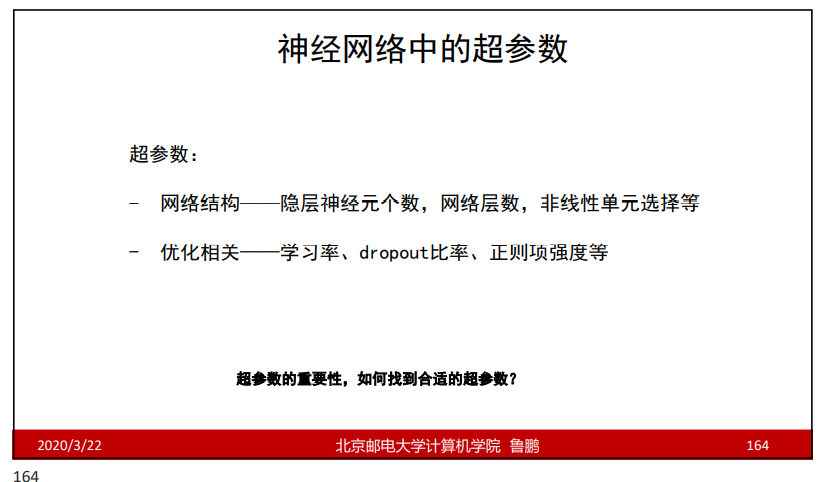 神经网络中的超参数
超参数：
- 网络结构——隐层神经元个数，网络层数，非线性单元选择等
- 优化相关——学习率、dropout比率、正则项强度等
超参数的重要性，如何找到合适的超参数？
2020/3/22 北京邮电大学计算机学院 鲁鹏 164
164